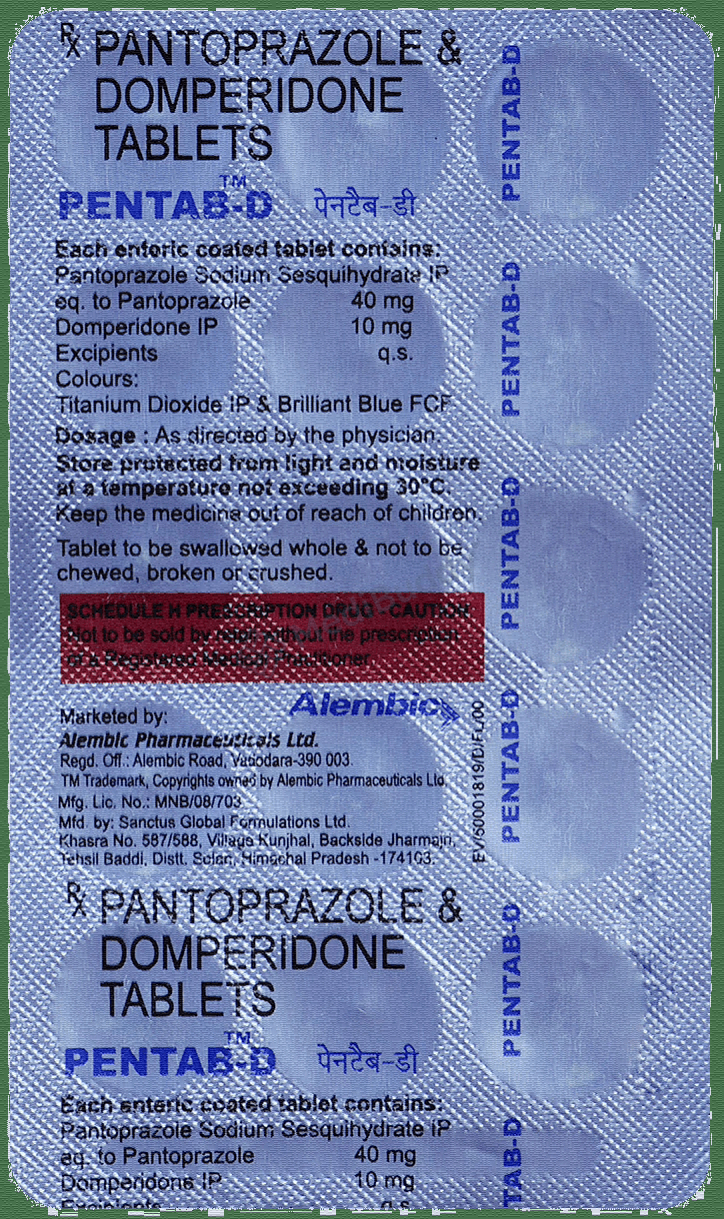 Rx PANTOPRAZOLE &
DOMPERIDONE
TABLETS
PENTAB-D™ पेनटैब-डी
Each enteric coated tablet contains:
Pantoprazole Sodium Sesquihydrate IP
eq. to Pantoprazole 40 mg
Domperidone IP 10 mg
Excipients q.s.
Colours:
Titanium Dioxide IP & Brilliant Blue FCF
Dosage : As directed by the physician.
Store protected from light and moisture
at a temperature not exceeding 30°C.
Keep the medicine out of reach of children.
Tablet to be swallowed whole & not to be
chewed, broken or crushed.
SCHEDULE H PRESCRIPTION DRUG - CAUTION
Not to be sold by retail without the prescription
of a Registered Medical Practitioner
Alembic
Marketed by:
Alembic Pharmaceuticals Ltd.
Regd. Off.: Alembic Road, Vadodara-390 003.
TM Trademark, Copyrights owned by Alembic Pharmaceuticals Ltd.
Mfg. Lic. No.: MNB/08/703
Mfd. by: Sanctus Global Formulations Ltd.
Khasra No. 587/588, Village Kunjhal, Backside Jharmajri,
Tehsil Baddi, Distt. Solan, Himachal Pradesh -174103.
Rx PANTOPRAZOLE &
DOMPERIDONE
TABLETS
PENTAB-D™ पेनटैब-डी
Each enteric coated tablet contains:
Pantoprazole Sodium Sesquihydrate IP
eq. to Pantoprazole 40 mg
Domperidone IP 10 mg
Excipients q.s.
PENTAB-D
PENTAB-D
PENTAB-D
PENTAB-D
PENTAB-D
TAB-D